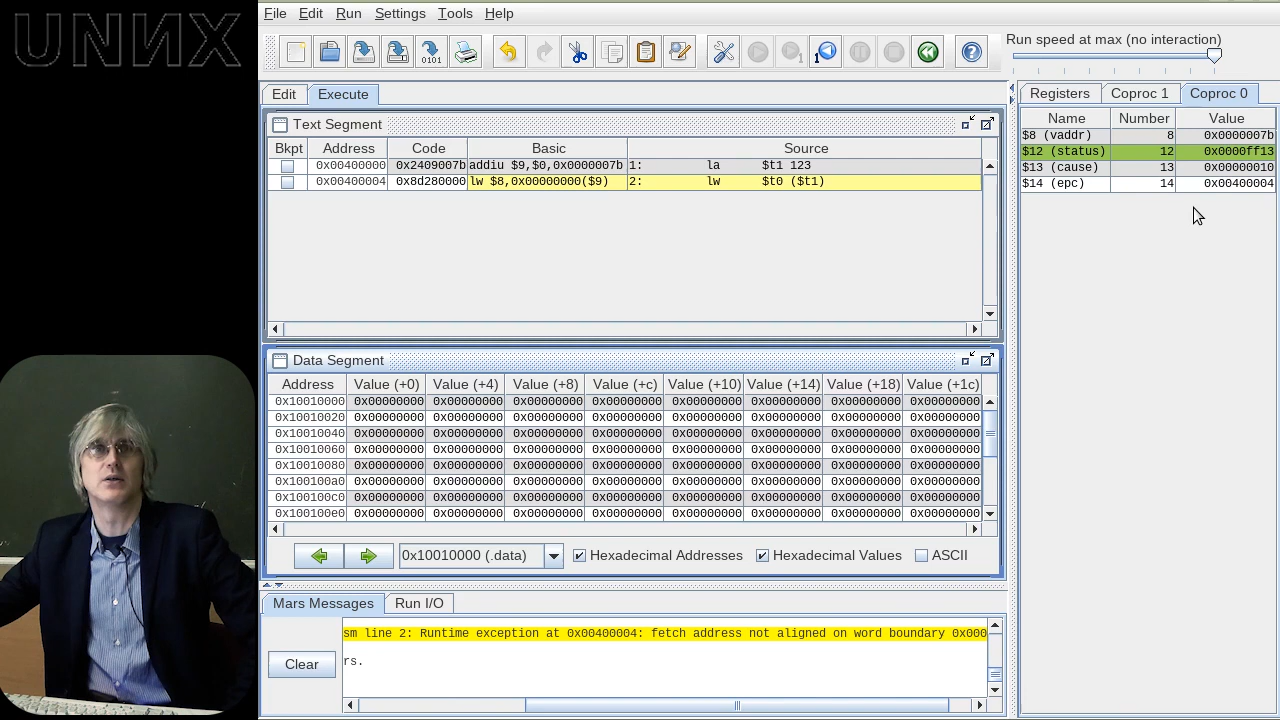 UNИX
File Edit Run Settings Tools Help
Run speed at max (no interaction)
0101
1
Edit Execute
Registers Coproc 1 Coproc 0
Text Segment
Bkpt Address Code Basic Source
0x00400000 0x2409007b addiu $9,$0,0x0000007b 1: la $t1 123
0x00400004 0x8d280000 lw $8,0x00000000($9) 2: lw $t0 ($t1)
Name Number Value
$8 (vaddr) 8 0x0000007b
$12 (status) 12 0x0000ff13
$13 (cause) 13 0x00000010
$14 (epc) 14 0x00400004
Data Segment
Address Value (+0) Value (+4) Value (+8) Value (+c) Value (+10) Value (+14) Value (+18) Value (+1c)
0x10010000 0x00000000 0x00000000 0x00000000 0x00000000 0x00000000 0x00000000 0x00000000 0x00000000
0x10010020 0x00000000 0x00000000 0x00000000 0x00000000 0x00000000 0x00000000 0x00000000 0x00000000
0x10010040 0x00000000 0x00000000 0x00000000 0x00000000 0x00000000 0x00000000 0x00000000 0x00000000
0x10010060 0x00000000 0x00000000 0x00000000 0x00000000 0x00000000 0x00000000 0x00000000 0x00000000
0x10010080 0x00000000 0x00000000 0x00000000 0x00000000 0x00000000 0x00000000 0x00000000 0x00000000
0x100100a0 0x00000000 0x00000000 0x00000000 0x00000000 0x00000000 0x00000000 0x00000000 0x00000000
0x100100c0 0x00000000 0x00000000 0x00000000 0x00000000 0x00000000 0x00000000 0x00000000 0x00000000
0x100100e0 0x00000000 0x00000000 0x00000000 0x00000000 0x00000000 0x00000000 0x00000000 0x00000000
0x10010000 (.data) Hexadecimal Addresses Hexadecimal Values ASCII
Mars Messages Run I/O
Clear
sm line 2: Runtime exception at 0x00400004: fetch address not aligned on word boundary 0x000
rs.